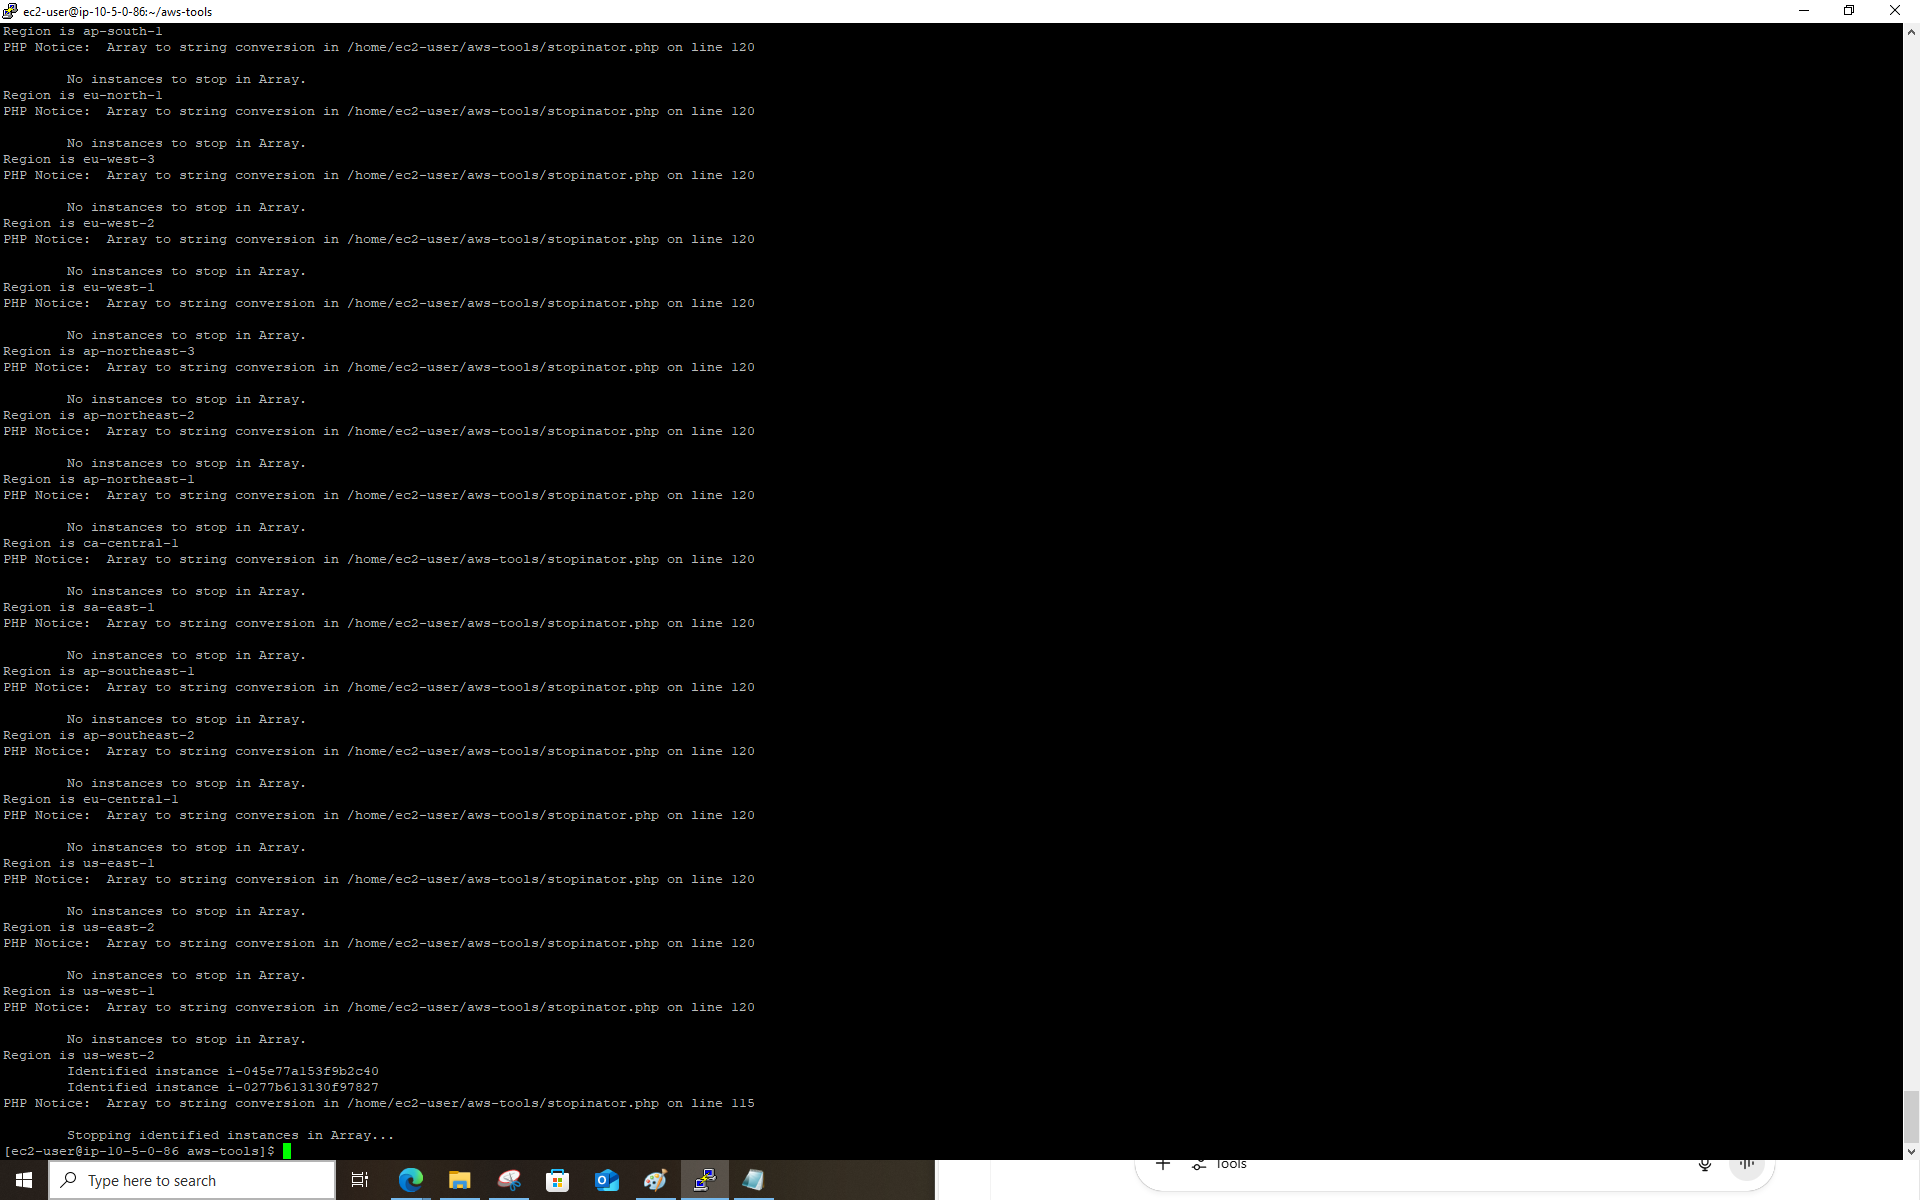 ec2-user@ip-10-5-0-86:~/aws-tools
Region is ap-south-1
PHP Notice:  Array to string conversion in /home/ec2-user/aws-tools/stopinator.php on line 120
No instances to stop in Array.
Region is eu-north-1
PHP Notice:  Array to string conversion in /home/ec2-user/aws-tools/stopinator.php on line 120
No instances to stop in Array.
Region is eu-west-3
PHP Notice:  Array to string conversion in /home/ec2-user/aws-tools/stopinator.php on line 120
No instances to stop in Array.
Region is eu-west-2
PHP Notice:  Array to string conversion in /home/ec2-user/aws-tools/stopinator.php on line 120
No instances to stop in Array.
Region is eu-west-1
PHP Notice:  Array to string conversion in /home/ec2-user/aws-tools/stopinator.php on line 120
No instances to stop in Array.
Region is ap-northeast-3
PHP Notice:  Array to string conversion in /home/ec2-user/aws-tools/stopinator.php on line 120
No instances to stop in Array.
Region is ap-northeast-2
PHP Notice:  Array to string conversion in /home/ec2-user/aws-tools/stopinator.php on line 120
No instances to stop in Array.
Region is ap-northeast-1
PHP Notice:  Array to string conversion in /home/ec2-user/aws-tools/stopinator.php on line 120
No instances to stop in Array.
Region is ca-central-1
PHP Notice:  Array to string conversion in /home/ec2-user/aws-tools/stopinator.php on line 120
No instances to stop in Array.
Region is sa-east-1
PHP Notice:  Array to string conversion in /home/ec2-user/aws-tools/stopinator.php on line 120
No instances to stop in Array.
Region is ap-southeast-1
PHP Notice:  Array to string conversion in /home/ec2-user/aws-tools/stopinator.php on line 120
No instances to stop in Array.
Region is ap-southeast-2
PHP Notice:  Array to string conversion in /home/ec2-user/aws-tools/stopinator.php on line 120
No instances to stop in Array.
Region is eu-central-1
PHP Notice:  Array to string conversion in /home/ec2-user/aws-tools/stopinator.php on line 120
No instances to stop in Array.
Region is us-east-1
PHP Notice:  Array to string conversion in /home/ec2-user/aws-tools/stopinator.php on line 120
No instances to stop in Array.
Region is us-east-2
PHP Notice:  Array to string conversion in /home/ec2-user/aws-tools/stopinator.php on line 120
No instances to stop in Array.
Region is us-west-1
PHP Notice:  Array to string conversion in /home/ec2-user/aws-tools/stopinator.php on line 120
No instances to stop in Array.
Region is us-west-2
Identified instance i-045e77a153f9b2c40
Identified instance i-0277b613130f97827
PHP Notice:  Array to string conversion in /home/ec2-user/aws-tools/stopinator.php on line 115
Stopping identified instances in Array...
[ec2-user@ip-10-5-0-86 aws-tools]$
Type here to search
Tools